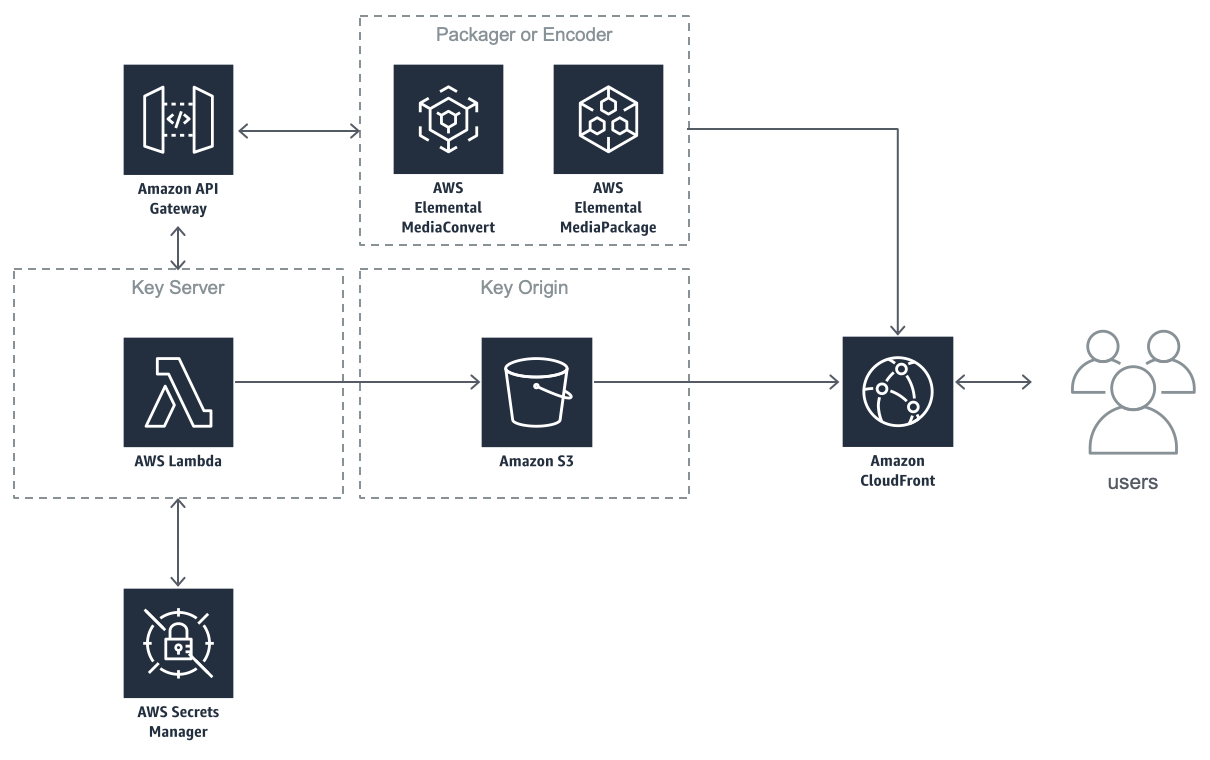 Packager or Encoder
Amazon API
Gateway
AWS
Elemental
MediaConvert
AWS
Elemental
MediaPackage
Key Server
Key Origin
AWS Lambda
Amazon S3
Amazon
CloudFront
users
AWS Secrets
Manager